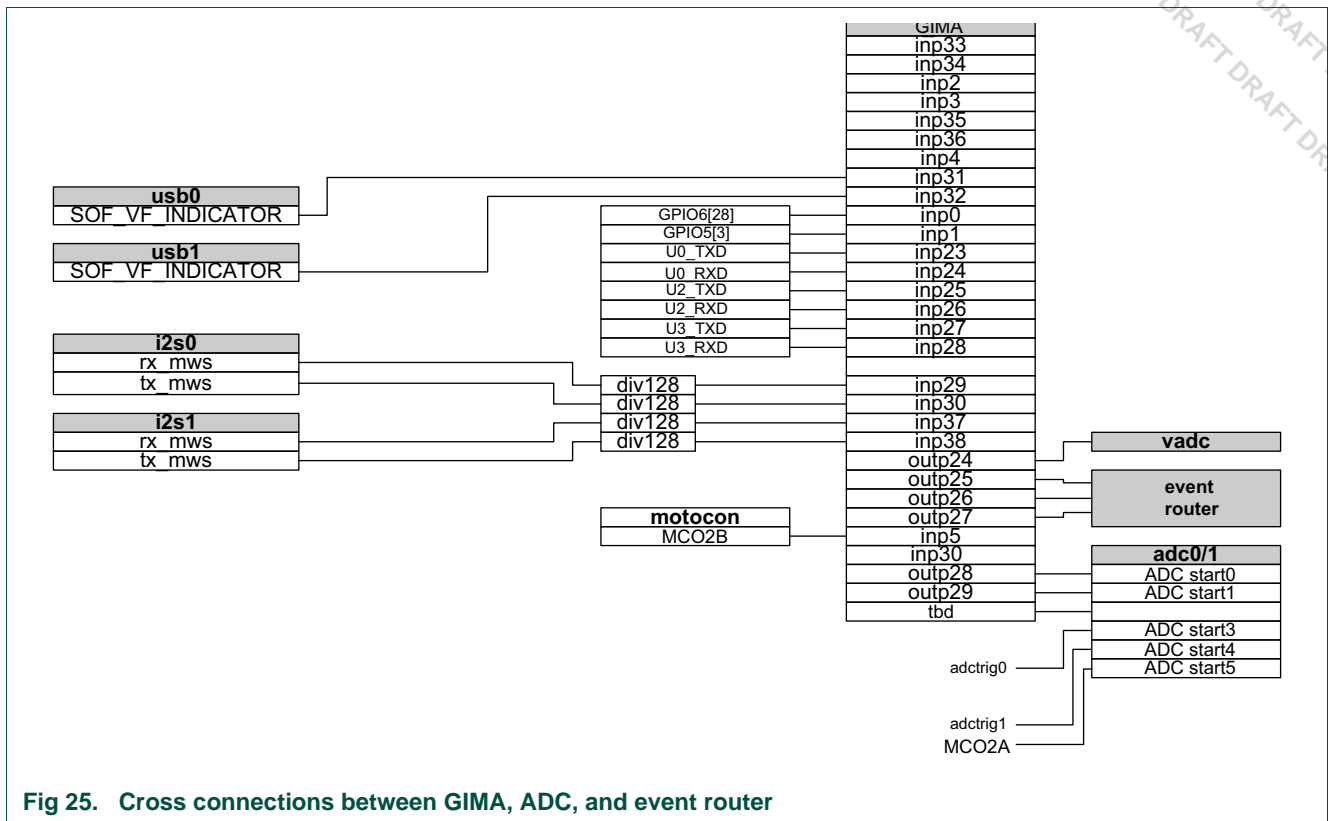 DRAFT DRAFT DRAFT DR
DRAFT
GIMA
inp33
inp34
inp2
inp3
inp35
inp36
inp4
inp31
inp32
inp0
inp1
inp23
inp24
inp25
inp26
inp27
inp28
inp29
inp30
inp37
inp38
outp24
outp25
outp26
outp27
inp5
inp30
outp28
outp29
tbd
usb0
SOF_VF_INDICATOR
usb1
SOF_VF_INDICATOR
GPIO6[28]
GPIO5[3]
U0_TXD
U0_RXD
U2_TXD
U2_RXD
U3_TXD
U3_RXD
i2s0
rx_mws
tx_mws
i2s1
rx_mws
tx_mws
div128
div128
div128
div128
motocon
MCO2B
vadc
event
router
adc0/1
ADC start0
ADC start1
ADC start3
ADC start4
ADC start5
adctrig0
adctrig1
MCO2A
Fig 25. Cross connections between GIMA, ADC, and event router